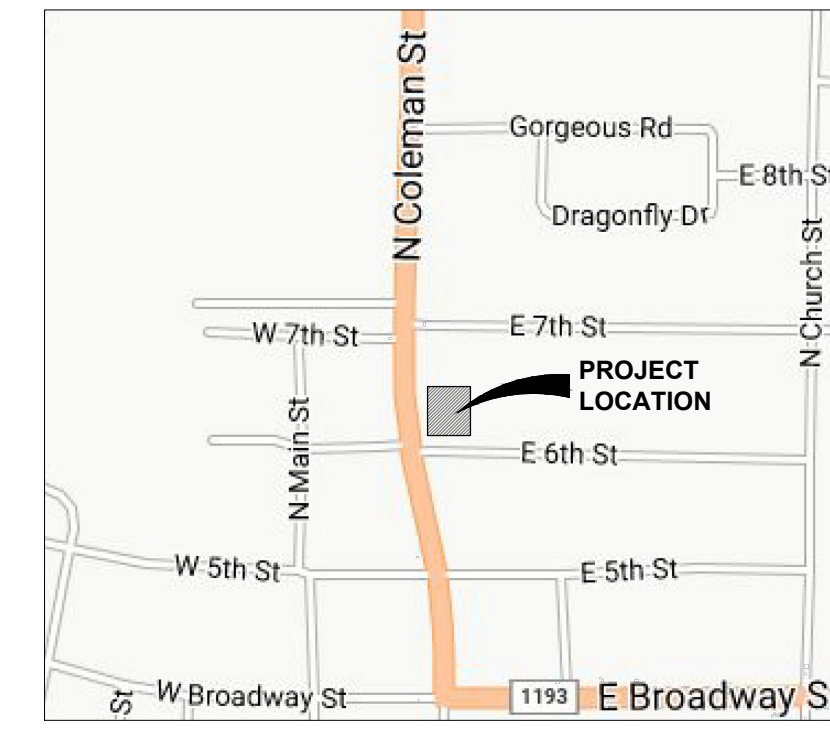 N Coleman St
Gorgeous Rd
E 8th St
Dragonfly Dr
N Church St
W 7th St
E 7th St
PROJECT
LOCATION
N Main St
E 6th St
W 5th St
E 5th St
St
W Broadway St
1193
E Broadway S